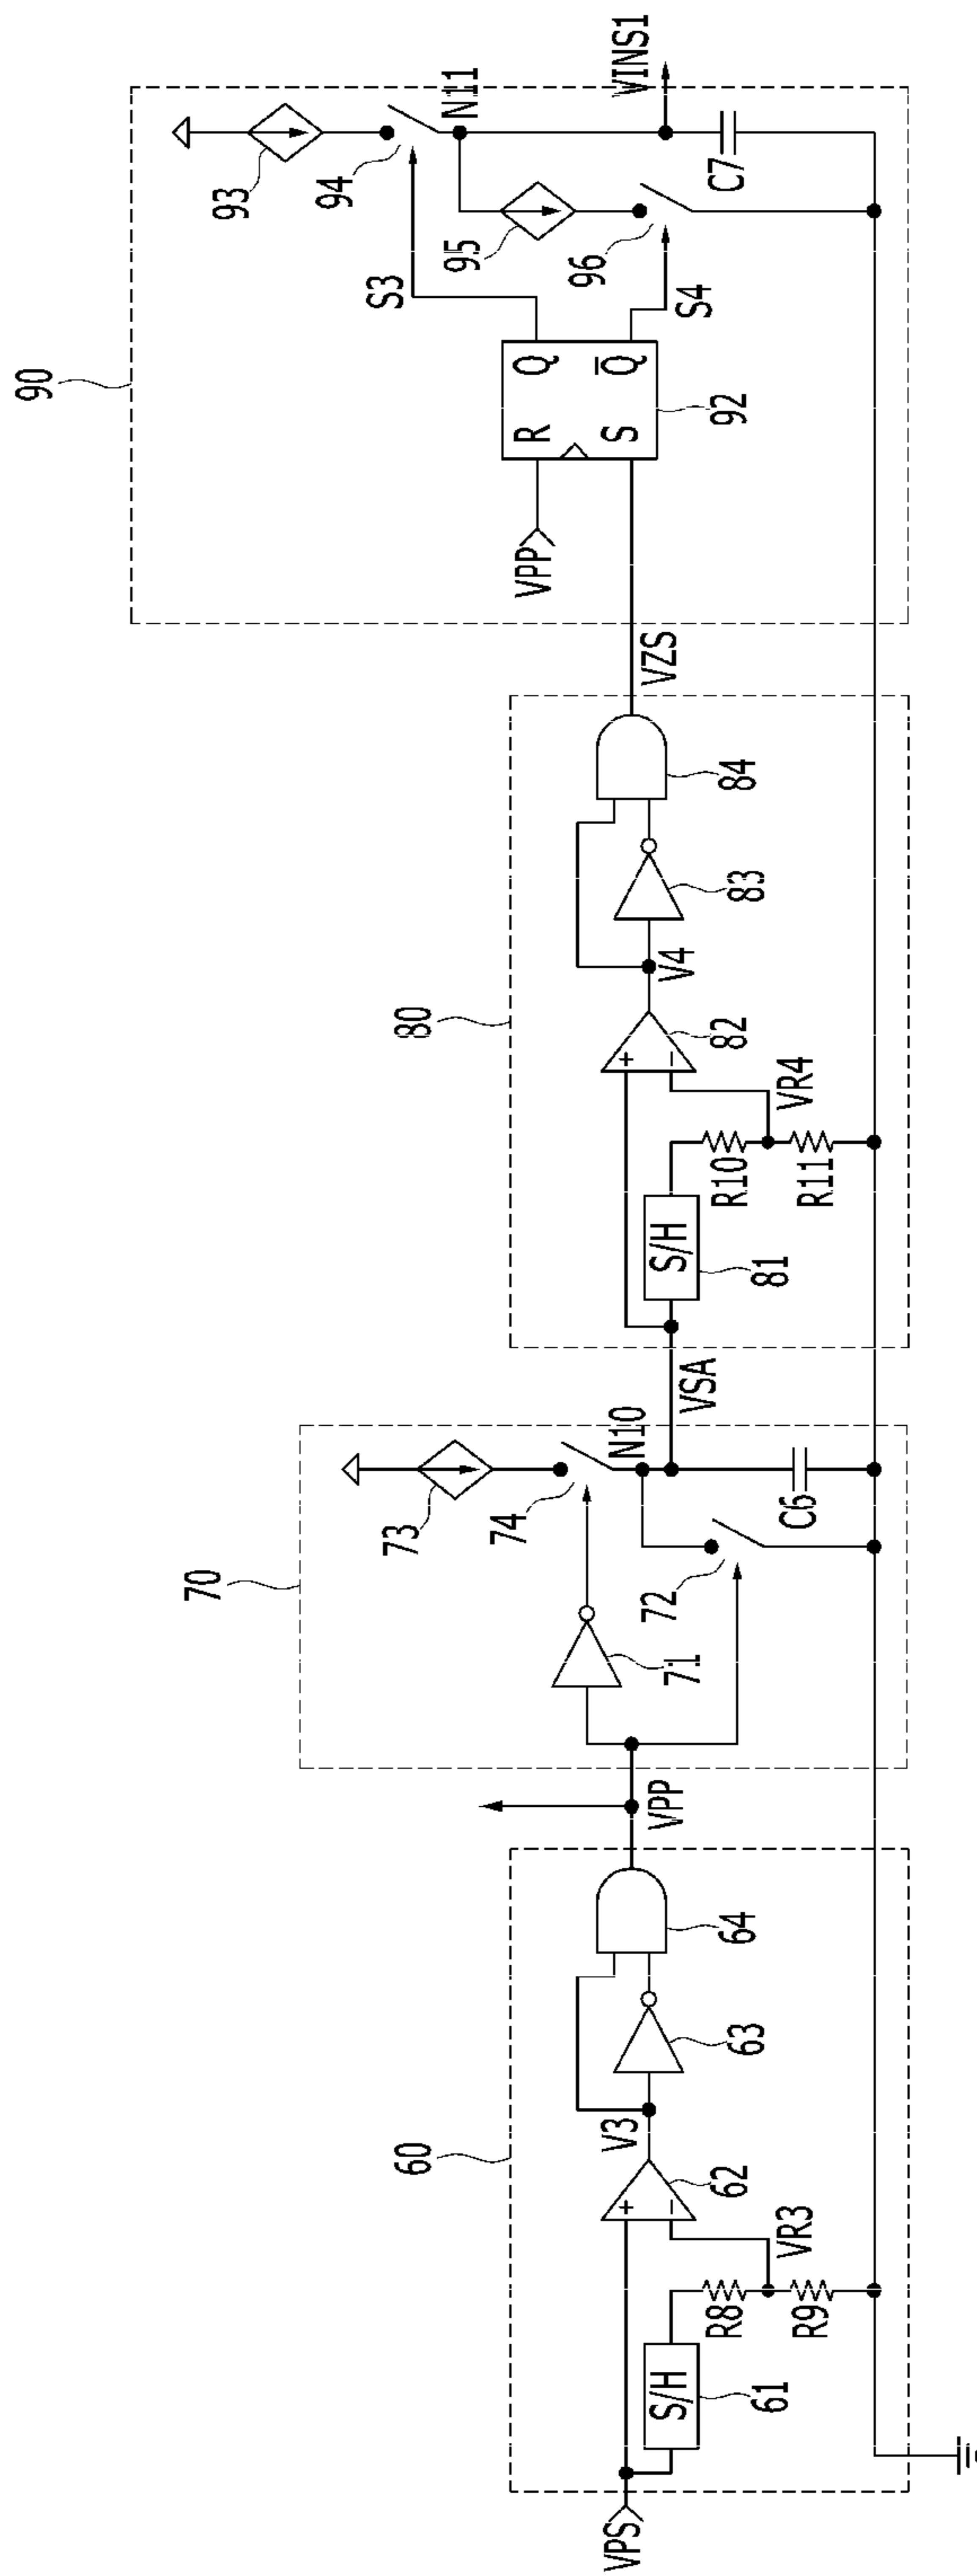 90
93
94
N11
VINS1
95
96
C7
S3
S4
R
Q
S
Q̅
92
VPP
VZS
80
84
83
V4
82
+
−
VR4
R10
R11
S/H
81
VSA
70
73
74
N10
72
C6
71
VPP
60
64
63
V3
62
+
−
VR3
R8
R9
S/H
61
VPS